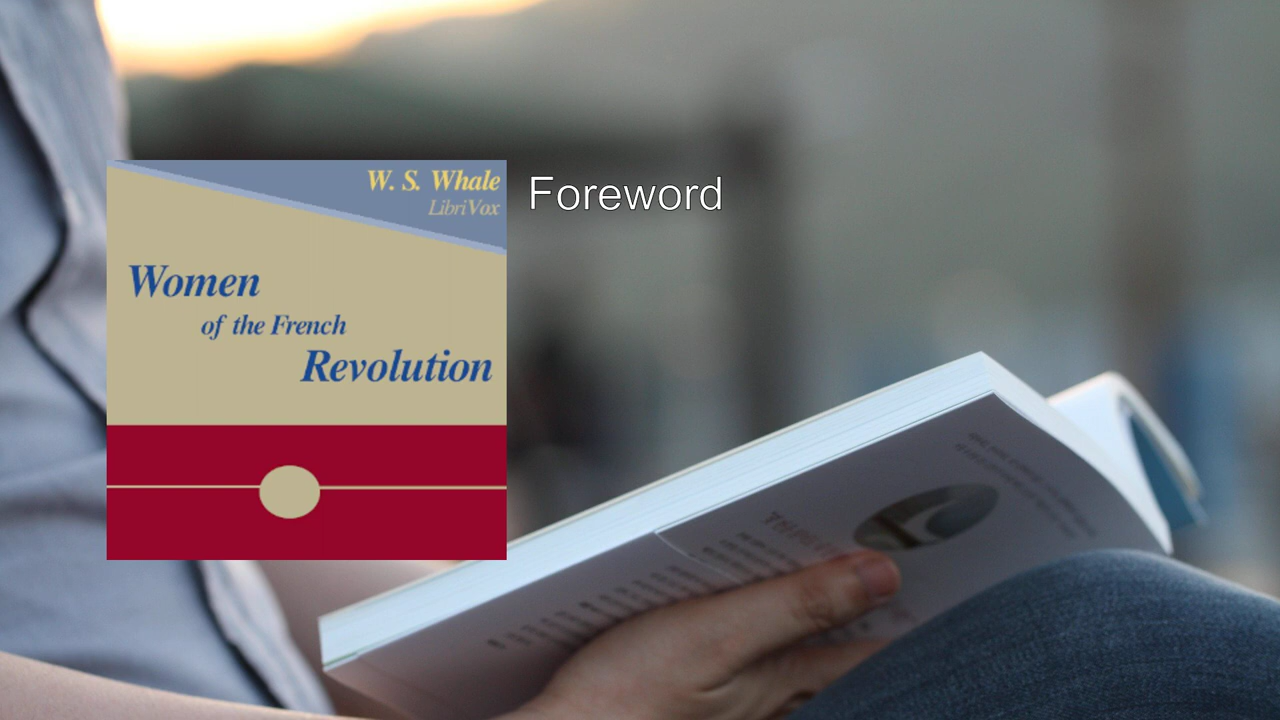 W. S. Whale
LibriVox
Foreword
Women
of the French
Revolution